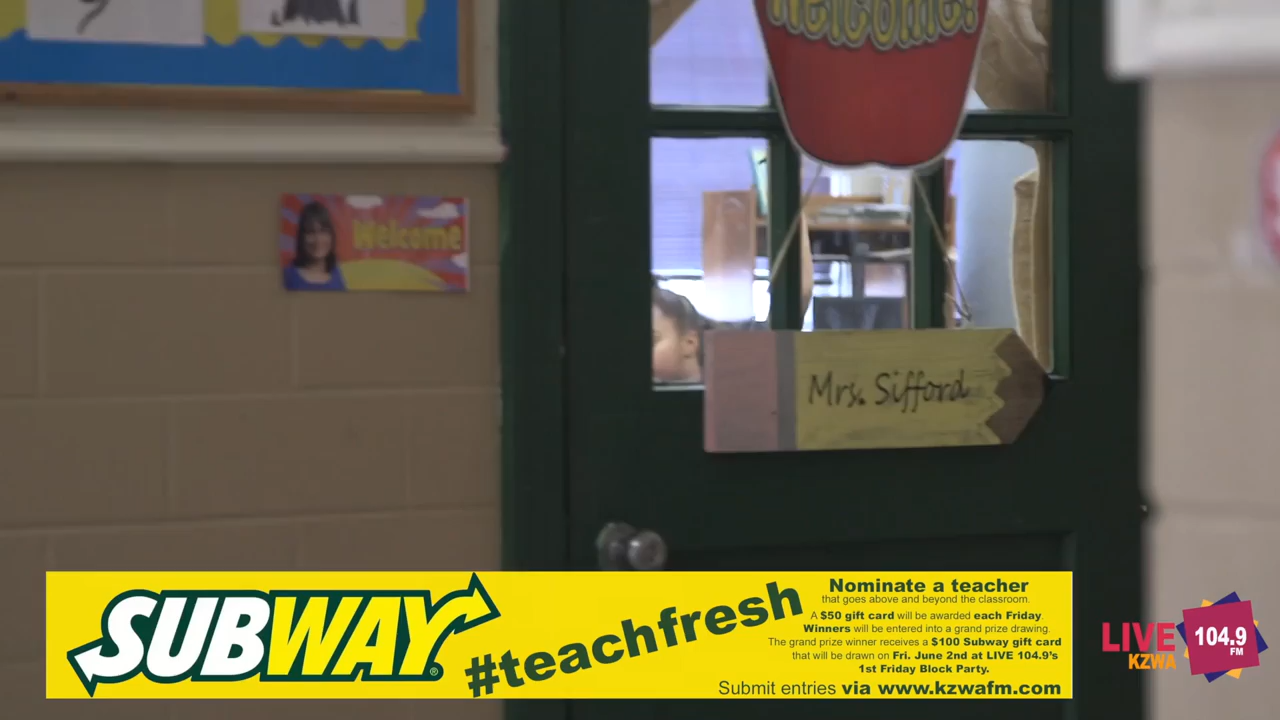 Welcome!
Welcome
Mrs. Sifford
SUBWAY
®
#teachfresh
Nominate a teacher
that goes above and beyond the classroom.
A $50 gift card will be awarded each Friday.
Winners will be entered into a grand prize drawing.
The grand prize winner receives a $100 Subway gift card
that will be drawn on Fri. June 2nd at LIVE 104.9's
1st Friday Block Party.
Submit entries via www.kzwafm.com
LIVE
KZWA
104.9
FM